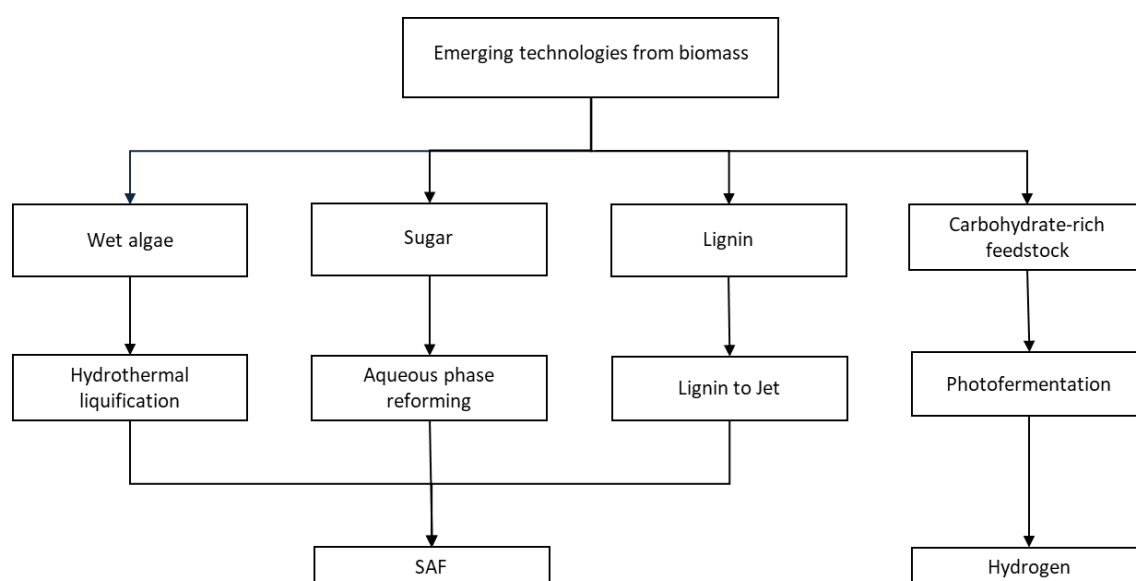 Emerging technologies from biomass
Wet algae
Sugar
Lignin
Carbohydrate-rich
feedstock
Hydrothermal
liquification
Aqueous phase
reforming
Lignin to Jet
Photofermentation
SAF
Hydrogen